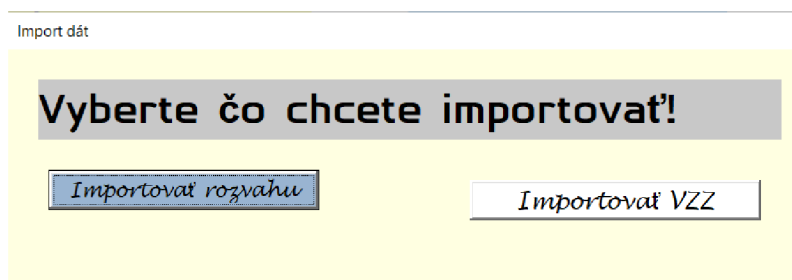 Import dát
Vyberte čo chcete importovať!
Importovať rozvahu
Importovať VZZ